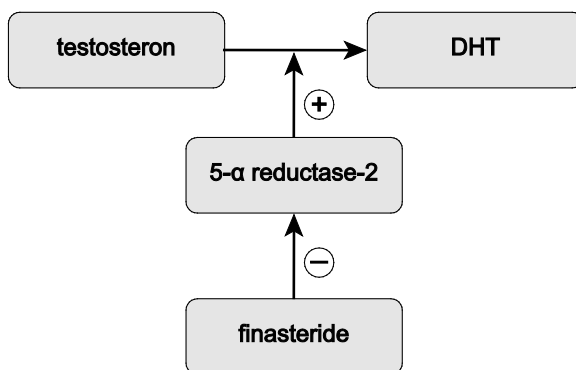 testosteron
DHT
+
5-α reductase-2
−
finasteride